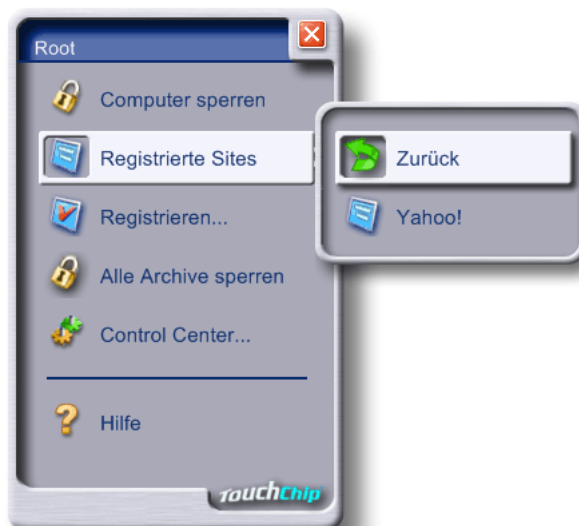 Root
Computer sperren
Registrierte Sites
Zurück
Registrieren...
Yahoo!
Alle Archive sperren
Control Center...
Hilfe
TouchChip